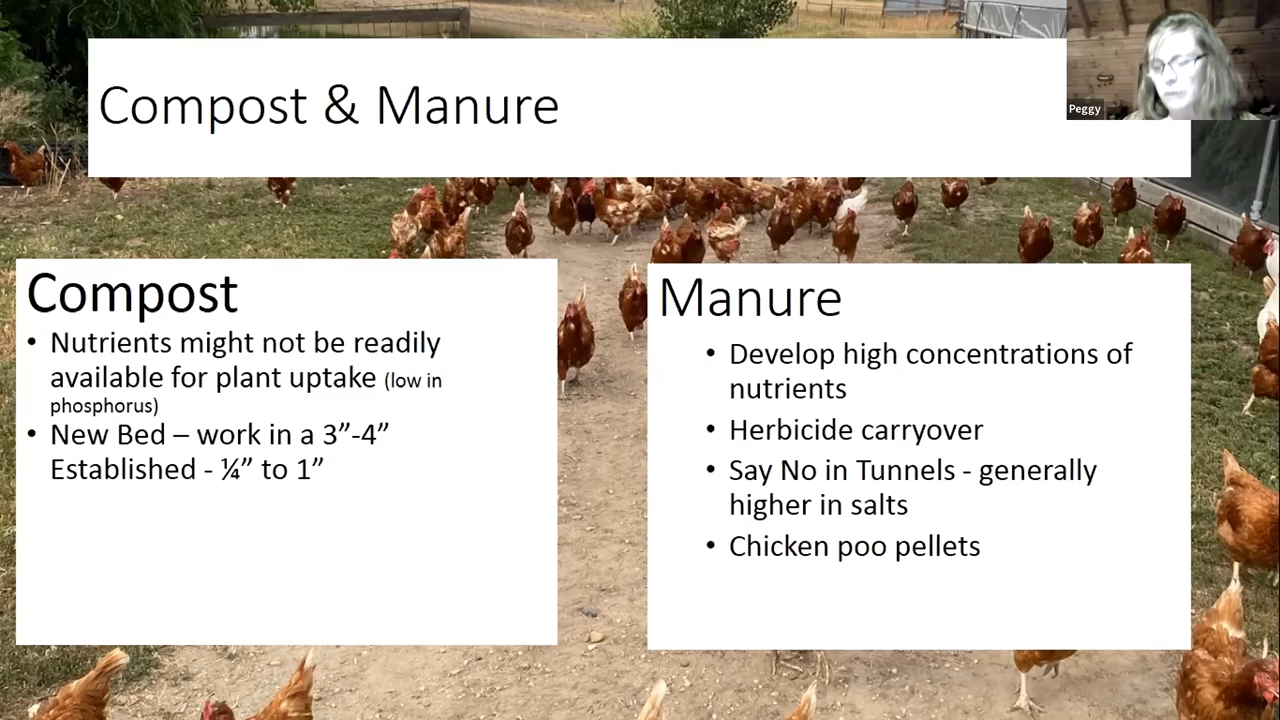 Compost & Manure
Peggy
Compost
• Nutrients might not be readily
available for plant uptake (low in
phosphorus)
• New Bed – work in a 3”-4”
Established - ¼” to 1”
Manure
• Develop high concentrations of
nutrients
• Herbicide carryover
• Say No in Tunnels - generally
higher in salts
• Chicken poo pellets